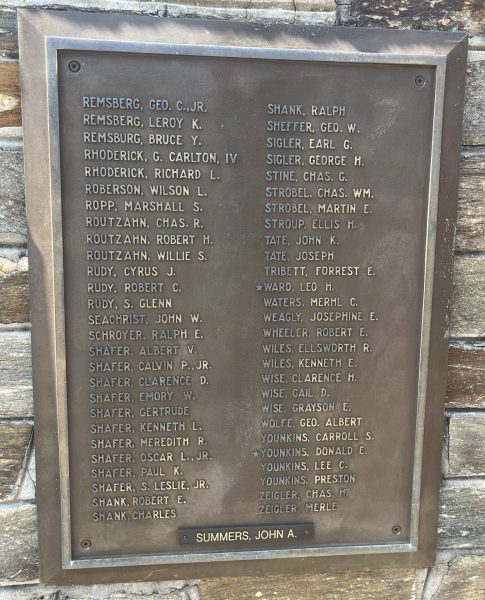 REMSBERG, GEO. C., JR.
REMSBERG, LEROY K.
REMSBURG, BRUCE Y.
RHODERICK, G. CARLTON, IV
RHODERICK, RICHARD L.
ROBERSON, WILSON L.
ROPP, MARSHALL S.
ROUTZAHN, CHAS. R.
ROUTZAHN, ROBERT H.
ROUTZAHN, WILLIE S.
RUDY, CYRUS J.
RUDY, ROBERT C.
RUDY, S. GLENN
SEACHRIST, JOHN W.
SCHROYER, RALPH E.
SHAFER, ALBERT V.
SHAFER, CALVIN P., JR.
SHAFER, CLARENCE D.
SHAFER, EMORY W.
SHAFER, GERTRUDE
SHAFER, KENNETH L.
SHAFER, MEREDITH R.
SHAFER, OSCAR L., JR.
SHAFER, PAUL K.
SHAFER, S. LESLIE, JR.
SHANK, ROBERT E.
SHANK, CHARLES
SHANK, RALPH
SHEFFER, GEO. W.
SIGLER, EARL G.
SIGLER, GEORGE H.
STINE, CHAS. G.
STROBEL, CHAS. WM.
STROBEL, MARTIN E.
STROUP, ELLIS H.
TATE, JOHN K.
TATE, JOSEPH
TRIBETT, FORREST E.
★WARD, LEO H.
WATERS, MERHL C.
WEAGLY, JOSEPHINE E.
WHEELER, ROBERT E.
WILES, ELLSWORTH R.
WILES, KENNETH E.
WISE, CLARENCE H.
WISE, GAIL D.
WISE, GRAYSON E.
WOLFE, GEO. ALBERT
YOUNKINS, CARROLL S.
★YOUNKINS, DONALD E.
YOUNKINS, LEE C.
YOUNKINS, PRESTON
ZEIGLER, CHAS. H.
ZEIGLER, MERLE
SUMMERS, JOHN A.